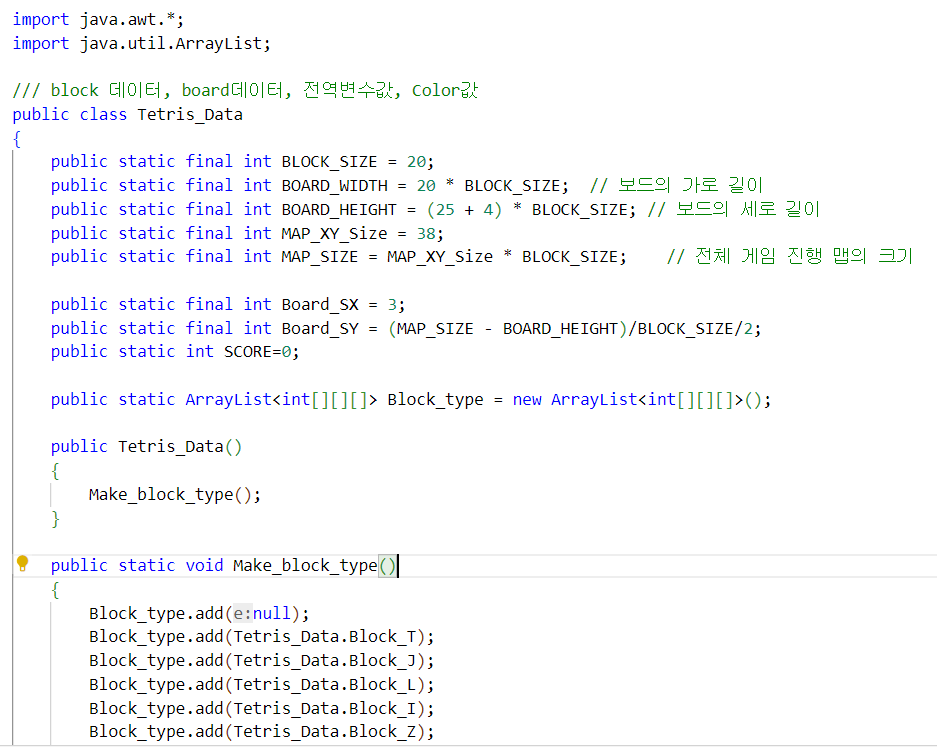 import java.awt.*;
import java.util.ArrayList;
/// block 데이터, board데이터, 전역변수값, Color값
public class Tetris_Data
{
public static final int BLOCK_SIZE = 20;
public static final int BOARD_WIDTH = 20 * BLOCK_SIZE;  // 보드의 가로 길이
public static final int BOARD_HEIGHT = (25 + 4) * BLOCK_SIZE; // 보드의 세로 길이
public static final int MAP_XY_Size = 38;
public static final int MAP_SIZE = MAP_XY_Size * BLOCK_SIZE;    // 전체 게임 진행 맵의 크기
public static final int Board_SX = 3;
public static final int Board_SY = (MAP_SIZE - BOARD_HEIGHT)/BLOCK_SIZE/2;
public static int SCORE=0;
public static ArrayList<int[][][]> Block_type = new ArrayList<int[][][]>();
public Tetris_Data()
{
Make_block_type();
}
public static void Make_block_type()
{
Block_type.add(e:null);
Block_type.add(Tetris_Data.Block_T);
Block_type.add(Tetris_Data.Block_J);
Block_type.add(Tetris_Data.Block_L);
Block_type.add(Tetris_Data.Block_I);
Block_type.add(Tetris_Data.Block_Z);